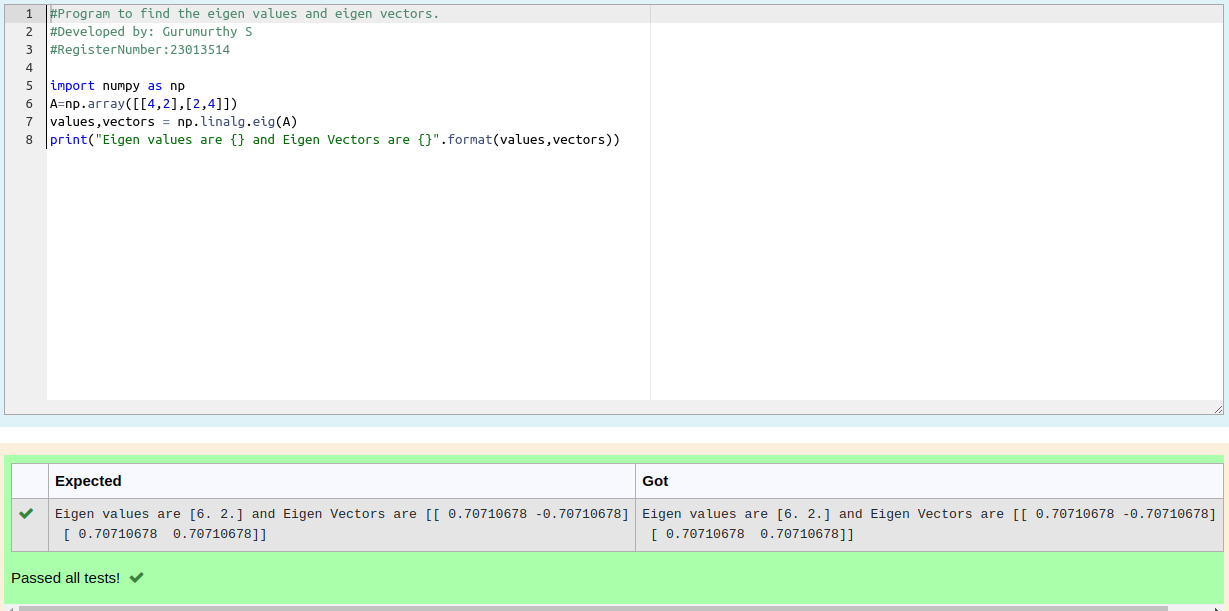 1 #Program to find the eigen values and eigen vectors.
2 #Developed by: Gurumurthy S
3 #RegisterNumber:23013514
4
5 import numpy as np
6 A=np.array([[4,2],[2,4]])
7 values,vectors = np.linalg.eig(A)
8 print("Eigen values are {} and Eigen Vectors are {}".format(values,vectors))
Expected Got
Eigen values are [6. 2.] and Eigen Vectors are [[ 0.70710678 -0.70710678] Eigen values are [6. 2.] and Eigen Vectors are [[ 0.70710678 -0.70710678]
[ 0.70710678  0.70710678]] [ 0.70710678  0.70710678]]
Passed all tests!